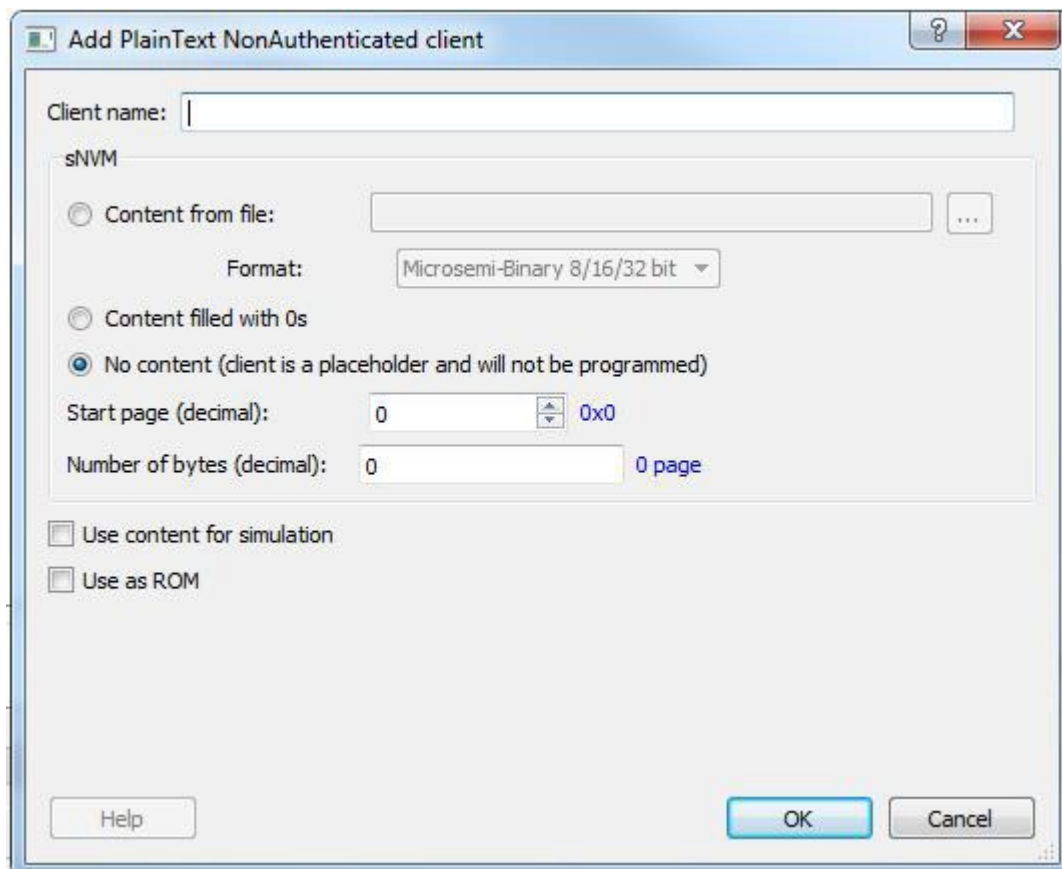 Add PlainText NonAuthenticated client
Client name:
sNVM
Content from file: ...
Format: Microsemi-Binary 8/16/32 bit
Content filled with 0s
No content (client is a placeholder and will not be programmed)
Start page (decimal): 0 0x0
Number of bytes (decimal): 0 0 page
Use content for simulation
Use as ROM
Help OK Cancel